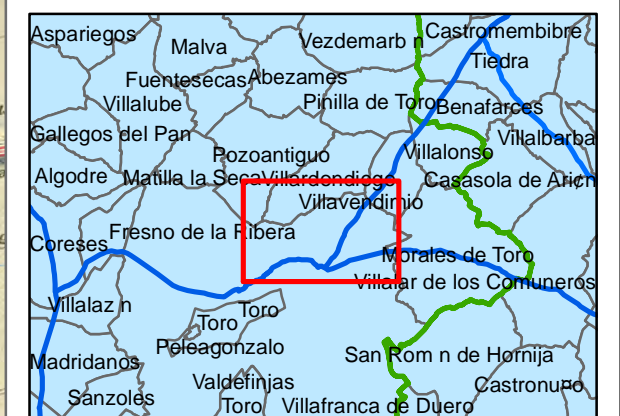 Aspariegos
Malva
Vezdemarb n
Castromembibre
Tiedra
Fuentesecas
Abezames
Villalube
Pinilla de Toro
Benafarces
Gallegos del Pan
Villalbarba
Pozoantiguo
Villalonso
Algodre
Matilla la Seca
Villardondiego
Casasola de Aricn
Villavendimio
Fresno de la Ribera
Coreses
Morales de Toro
Villalar de los Comuneros
Villalaz n
Toro
Toro
Peleagonzalo
San Rom n de Hornija
Madridanos
Valdefinjas
Castronu¤o
Sanzoles
Toro
Villafranca de Duero